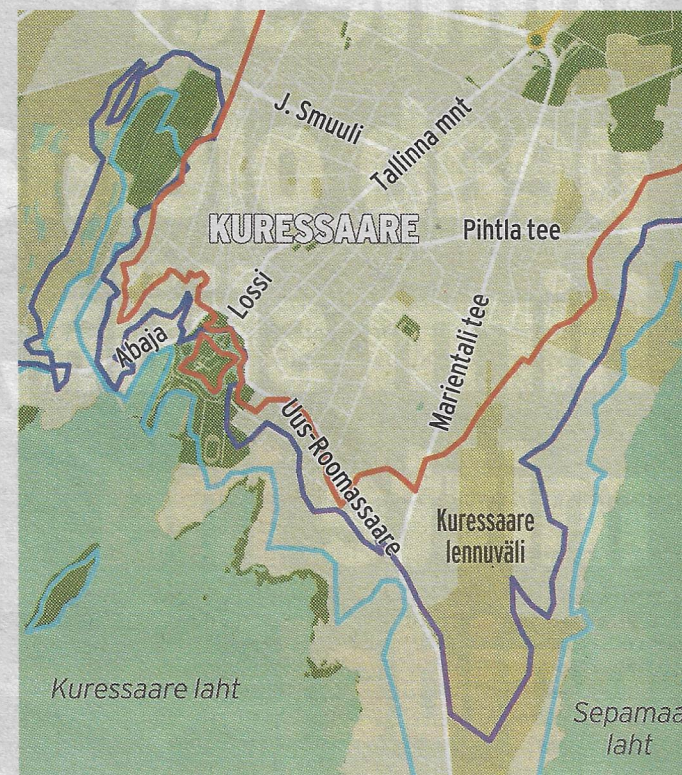 J. Smuuli
Tallinna mnt
KURESSAARE
Pihtla tee
Lossi
Abaja
Marientali tee
Uus-Roomassaare
Kuressaare
lennuväli
Kuressaare laht
Sepamaa
laht